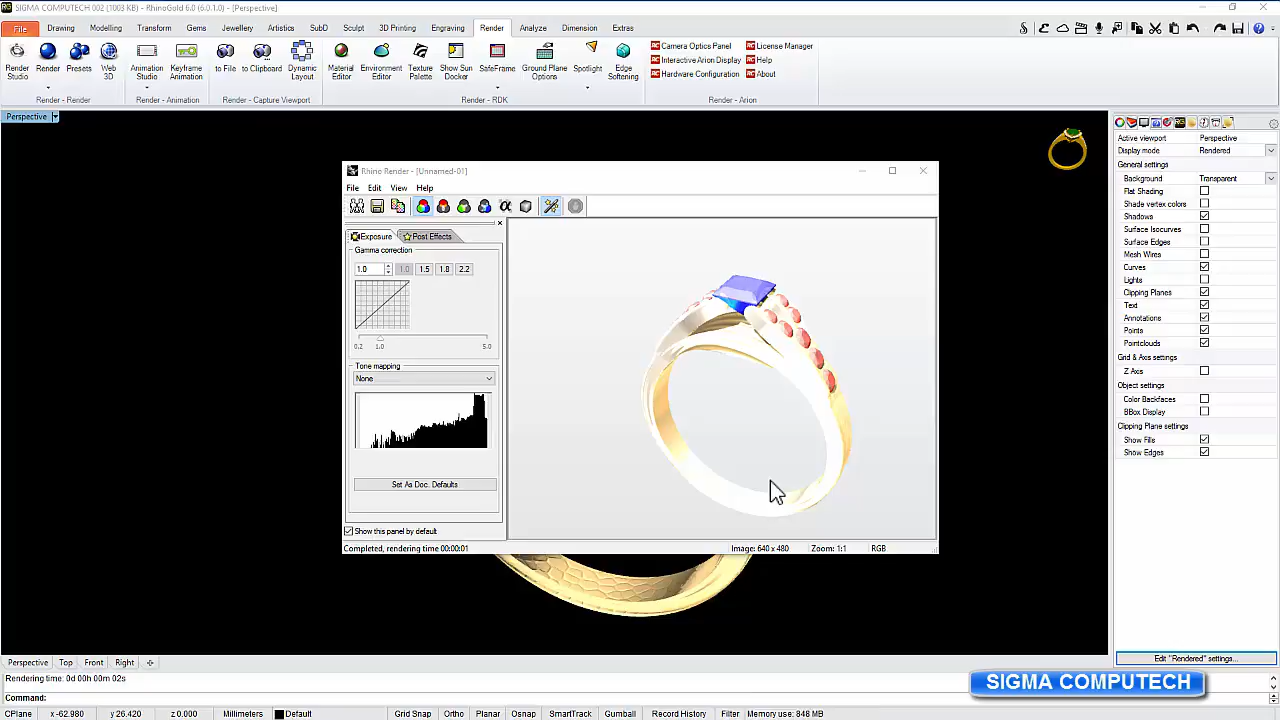 SIGMA COMPUTECH 002 (1003 KB) - RhinoGold 6.0 (6.0.1.0) - [Perspective]
File Drawing Modelling Transform Gems Jewellery Artistics SubD Sculpt 3D Printing Engraving Render Analyze Dimension Extras
Render Studio Render Presets Web 3D Animation Studio Keyframe Animation to File to Clipboard Dynamic Layout Material Editor Environment Editor Texture Palette Show Sun Docker SafeFrame Ground Plane Options Spotlight Edge Softening
Camera Optics Panel License Manager
Interactive Arion Display Help
Hardware Configuration About
Render - Render Render - Animation Render - Capture Viewport Render - RDK Render - Arion
Perspective
Rhino Render - [Unnamed-01]
File Edit View Help
Exposure Post Effects
Gamma correction
1.0 1.0 1.5 1.8 2.2
0.2 1.0 5.0
Tone mapping
None
Set As Doc. Defaults
Show this panel by default
Completed, rendering time 00:00:01 Image: 640 x 480 Zoom: 1:1 RGB
Active viewport Perspective
Display mode Rendered
General settings
Background Transparent
Flat Shading
Shade vertex colors
Shadows
Surface Isocurves
Surface Edges
Mesh Wires
Curves
Lights
Clipping Planes
Text
Annotations
Points
Pointclouds
Grid & Axis settings
Z Axis
Object settings
Color Backfaces
BBox Display
Clipping Plane settings
Show Fills
Show Edges
Edit "Rendered" settings...
Perspective Top Front Right
Rendering time: 0d 00h 00m 02s
SIGMA COMPUTECH
Command:
CPlane x -62.980 y 26.420 z 0.000 Millimeters Default Grid Snap Ortho Planar Osnap SmartTrack Gumball Record History Filter Memory use: 848 MB